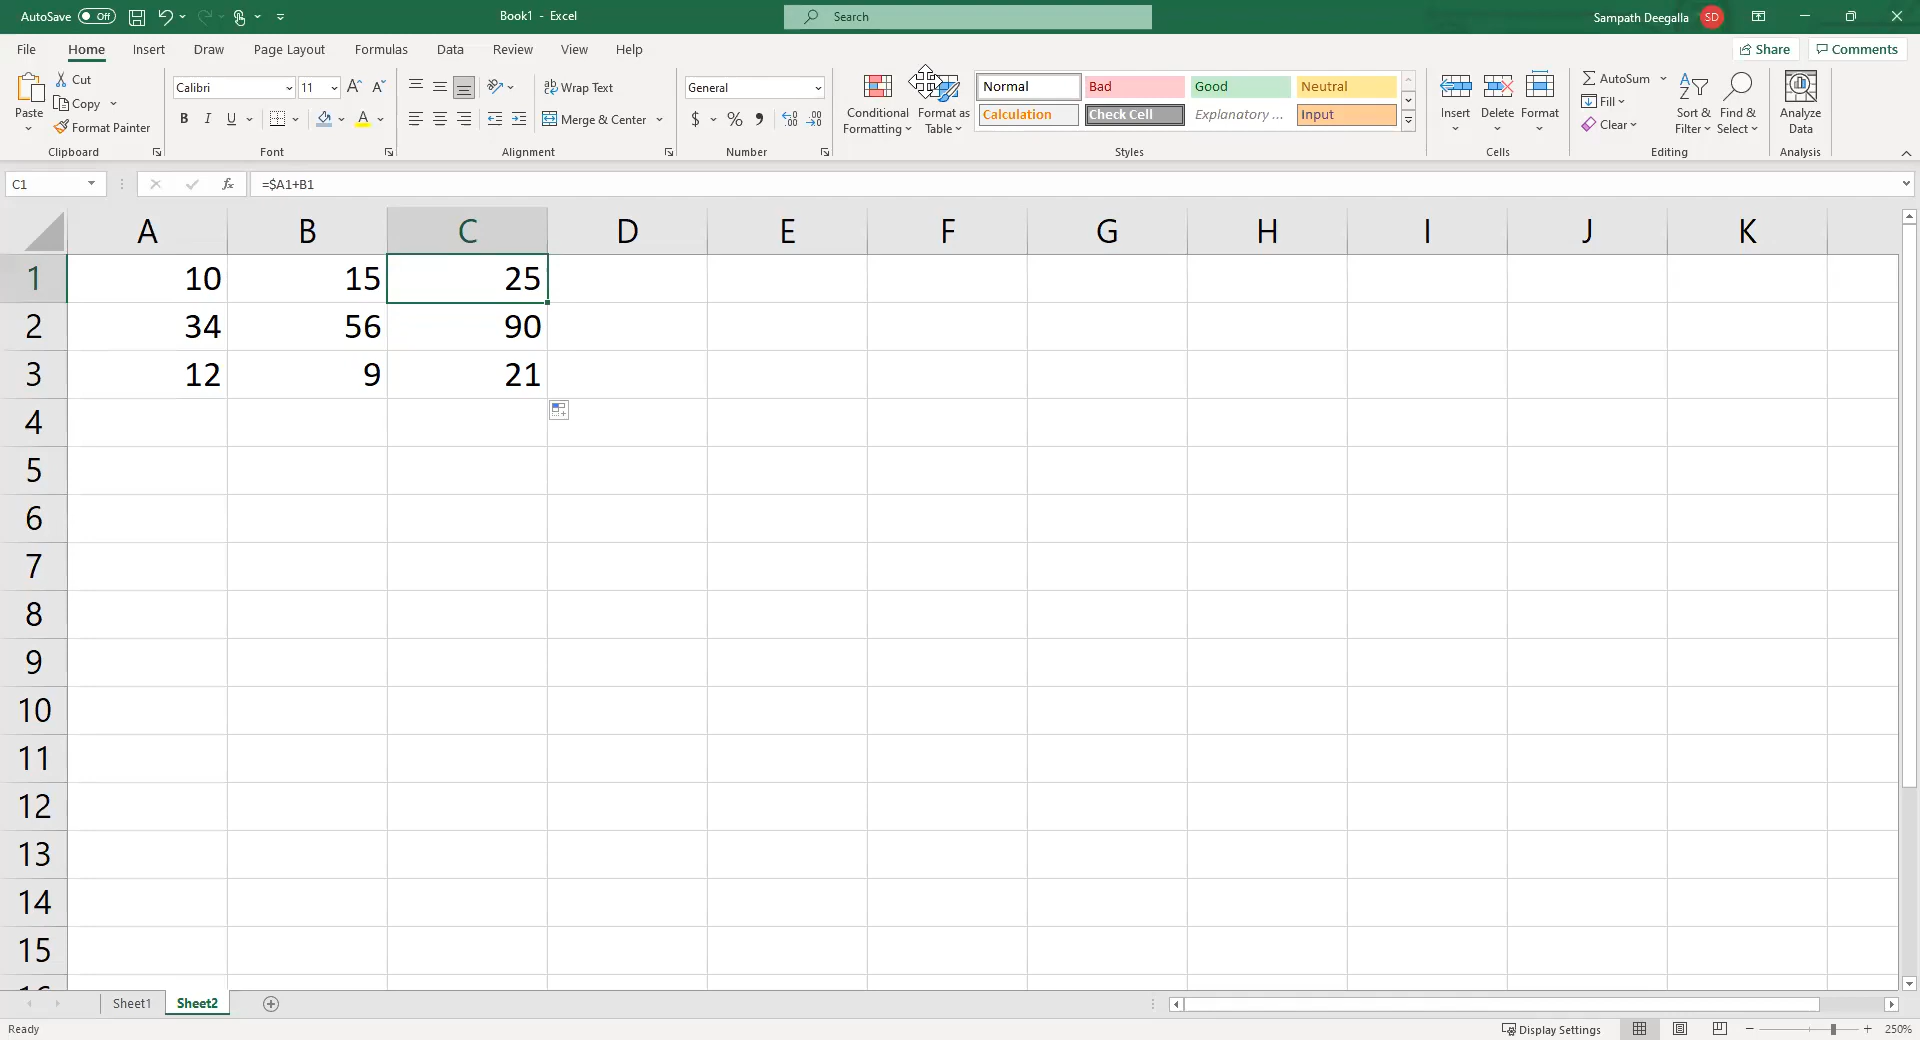 AutoSave Off
Book1 - Excel
Search
Sampath Deegalla SD
File Home Insert Draw Page Layout Formulas Data Review View Help
Share Comments
Paste
Cut
Copy
Format Painter
Clipboard
Calibri 11
B I U
Font
Wrap Text
Merge & Center
Alignment
General
$ % 9
Number
Conditional
Formatting
Format as
Table
Normal Bad Good Neutral
Calculation Check Cell Explanatory ... Input
Styles
Insert Delete Format
Cells
AutoSum
Fill
Clear
Sort &
Filter
Find &
Select
Editing
Analyze
Data
Analysis
C1 fx =$A1+B1
A B C D E F G H I J K
1 10 15 25
2 34 56 90
3 12 9 21
4
5
6
7
8
9
10
11
12
13
14
15
16
Sheet1 Sheet2
Ready
Display Settings
250%